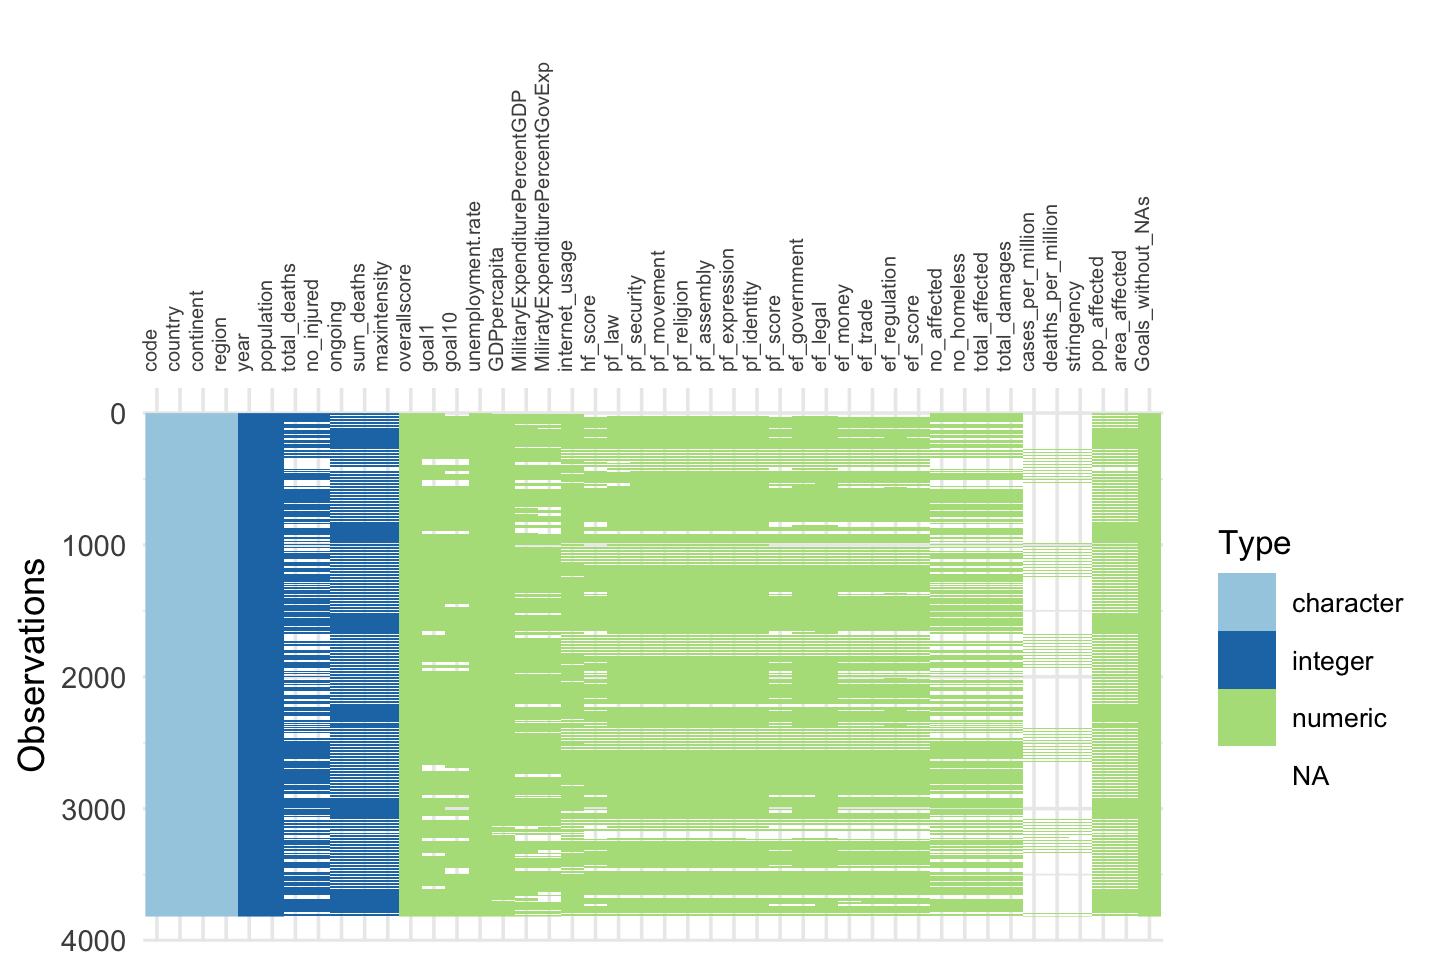 code
country
continent
region
year
population
total_deaths
no_injured
ongoing
sum_deaths
maxintensity
overallscore
goal1
goal10
unemployment.rate
GDPpercapita
MilitaryExpenditurePercentGDP
MiliratyExpenditurePercentGovExp
internet_usage
hf_score
pf_law
pf_security
pf_movement
pf_religion
pf_assembly
pf_expression
pf_identity
pf_score
ef_government
ef_legal
ef_money
ef_trade
ef_regulation
ef_score
no_affected
no_homeless
total_affected
total_damages
cases_per_million
deaths_per_million
stringency
pop_affected
area_affected
Goals_without_NAs
0
1000
2000
3000
4000
Observations
Type
character
integer
numeric
NA